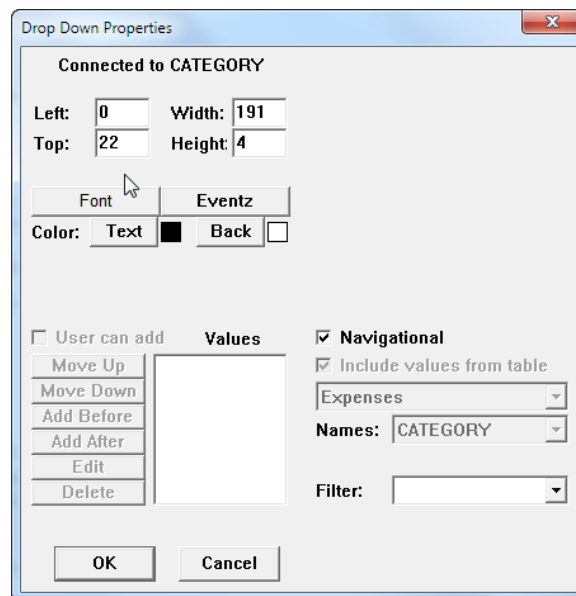 Drop Down Properties
Connected to CATEGORY
Left: 0 Width: 191
Top: 22 Height: 4
Font Eventz
Color: Text Back
User can add Values Navigational
Move Up Include values from table
Move Down Expenses
Add Before
Add After Names: CATEGORY
Edit
Delete Filter:
OK Cancel